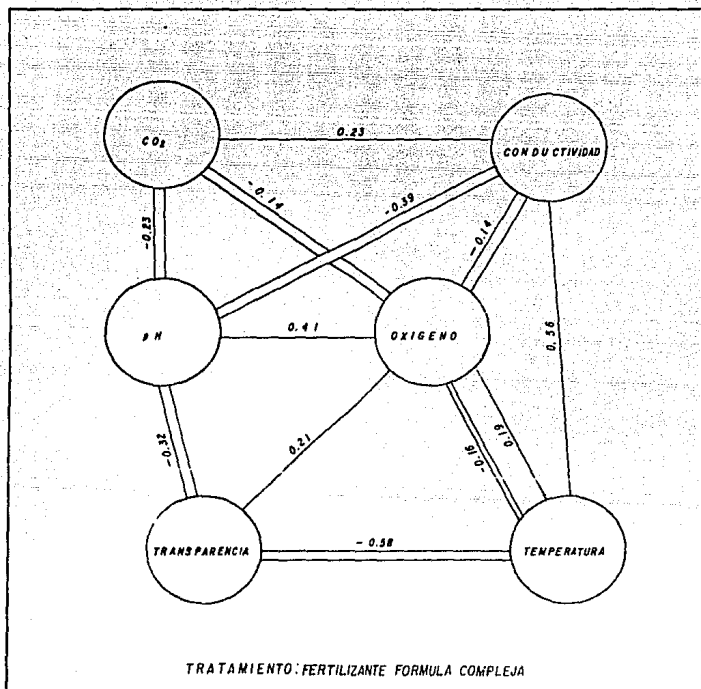 CO₂
0.23
CONDUCTIVIDAD
-0.14
-0.39
-0.14
-0.23
pH
0.41
OXIGENO
0.56
-0.32
0.21
-0.16
0.19
TRANSPARENCIA
-0.58
TEMPERATURA
TRATAMIENTO: FERTILIZANTE FORMULA COMPLEJA